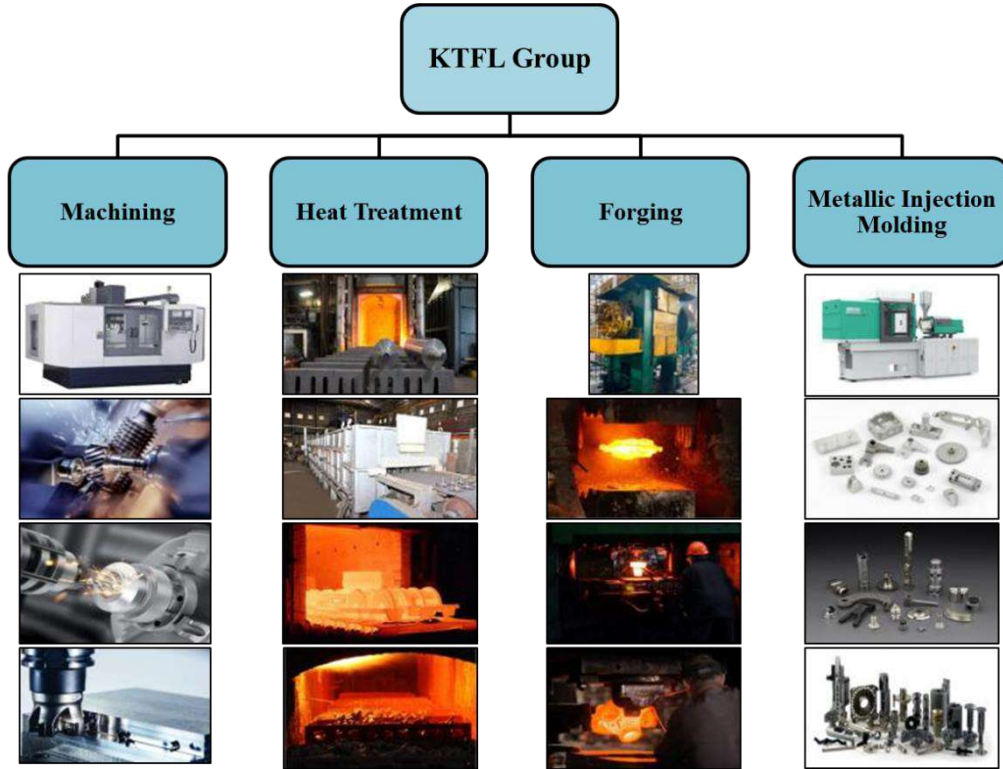 KTFL Group
Machining
Heat Treatment
Forging
Metallic Injection
Molding